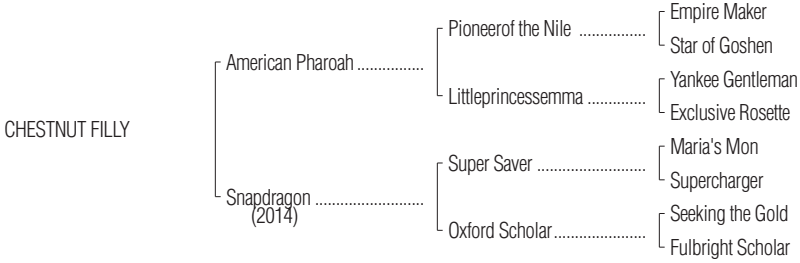 Empire Maker
Pioneerof the Nile ................
Star of Goshen
American Pharoah ................
Yankee Gentleman
Littleprincessemma ..............
Exclusive Rosette
CHESTNUT FILLY
Maria's Mon
Super Saver ..........................
Supercharger
Snapdragon ..........................
(2014)
Seeking the Gold
Oxford Scholar ......................
Fulbright Scholar